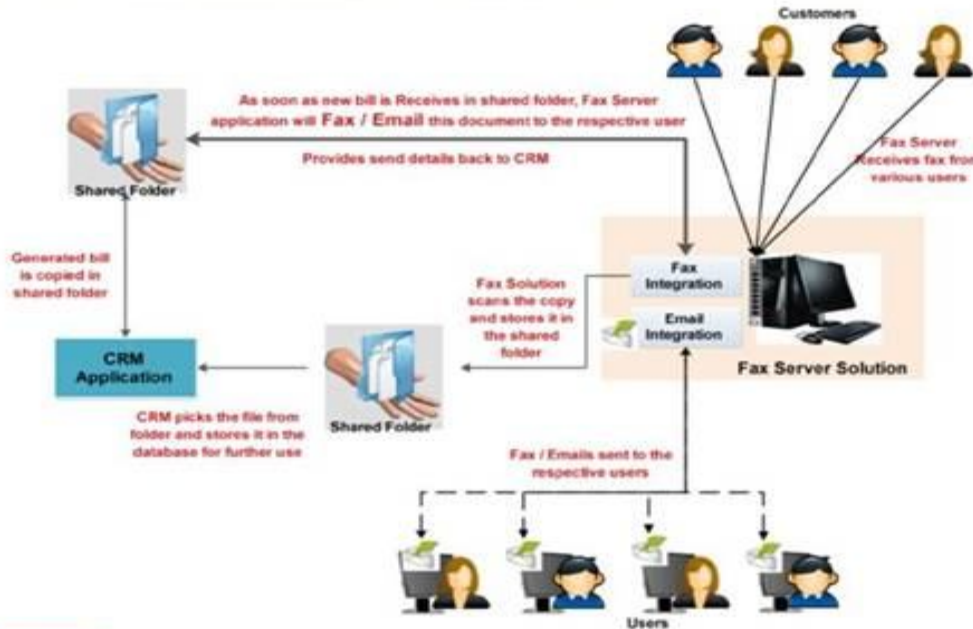 Customers
As soon as new bill is Receives in shared folder, Fax Server
application will Fax / Email this document to the respective user
Provides send details back to CRM
Fax Server
Receives fax from
various users
Shared Folder
Generated bill
is copied in
shared folder
Fax Solution
scans the copy
and stores it in
the shared
folder
Fax
Integration
Email
Integration
Fax Server Solution
CRM
Application
Shared Folder
CRM picks the file from
folder and stores it in the
database for further use
Fax / Emails sent to the
respective users
Users